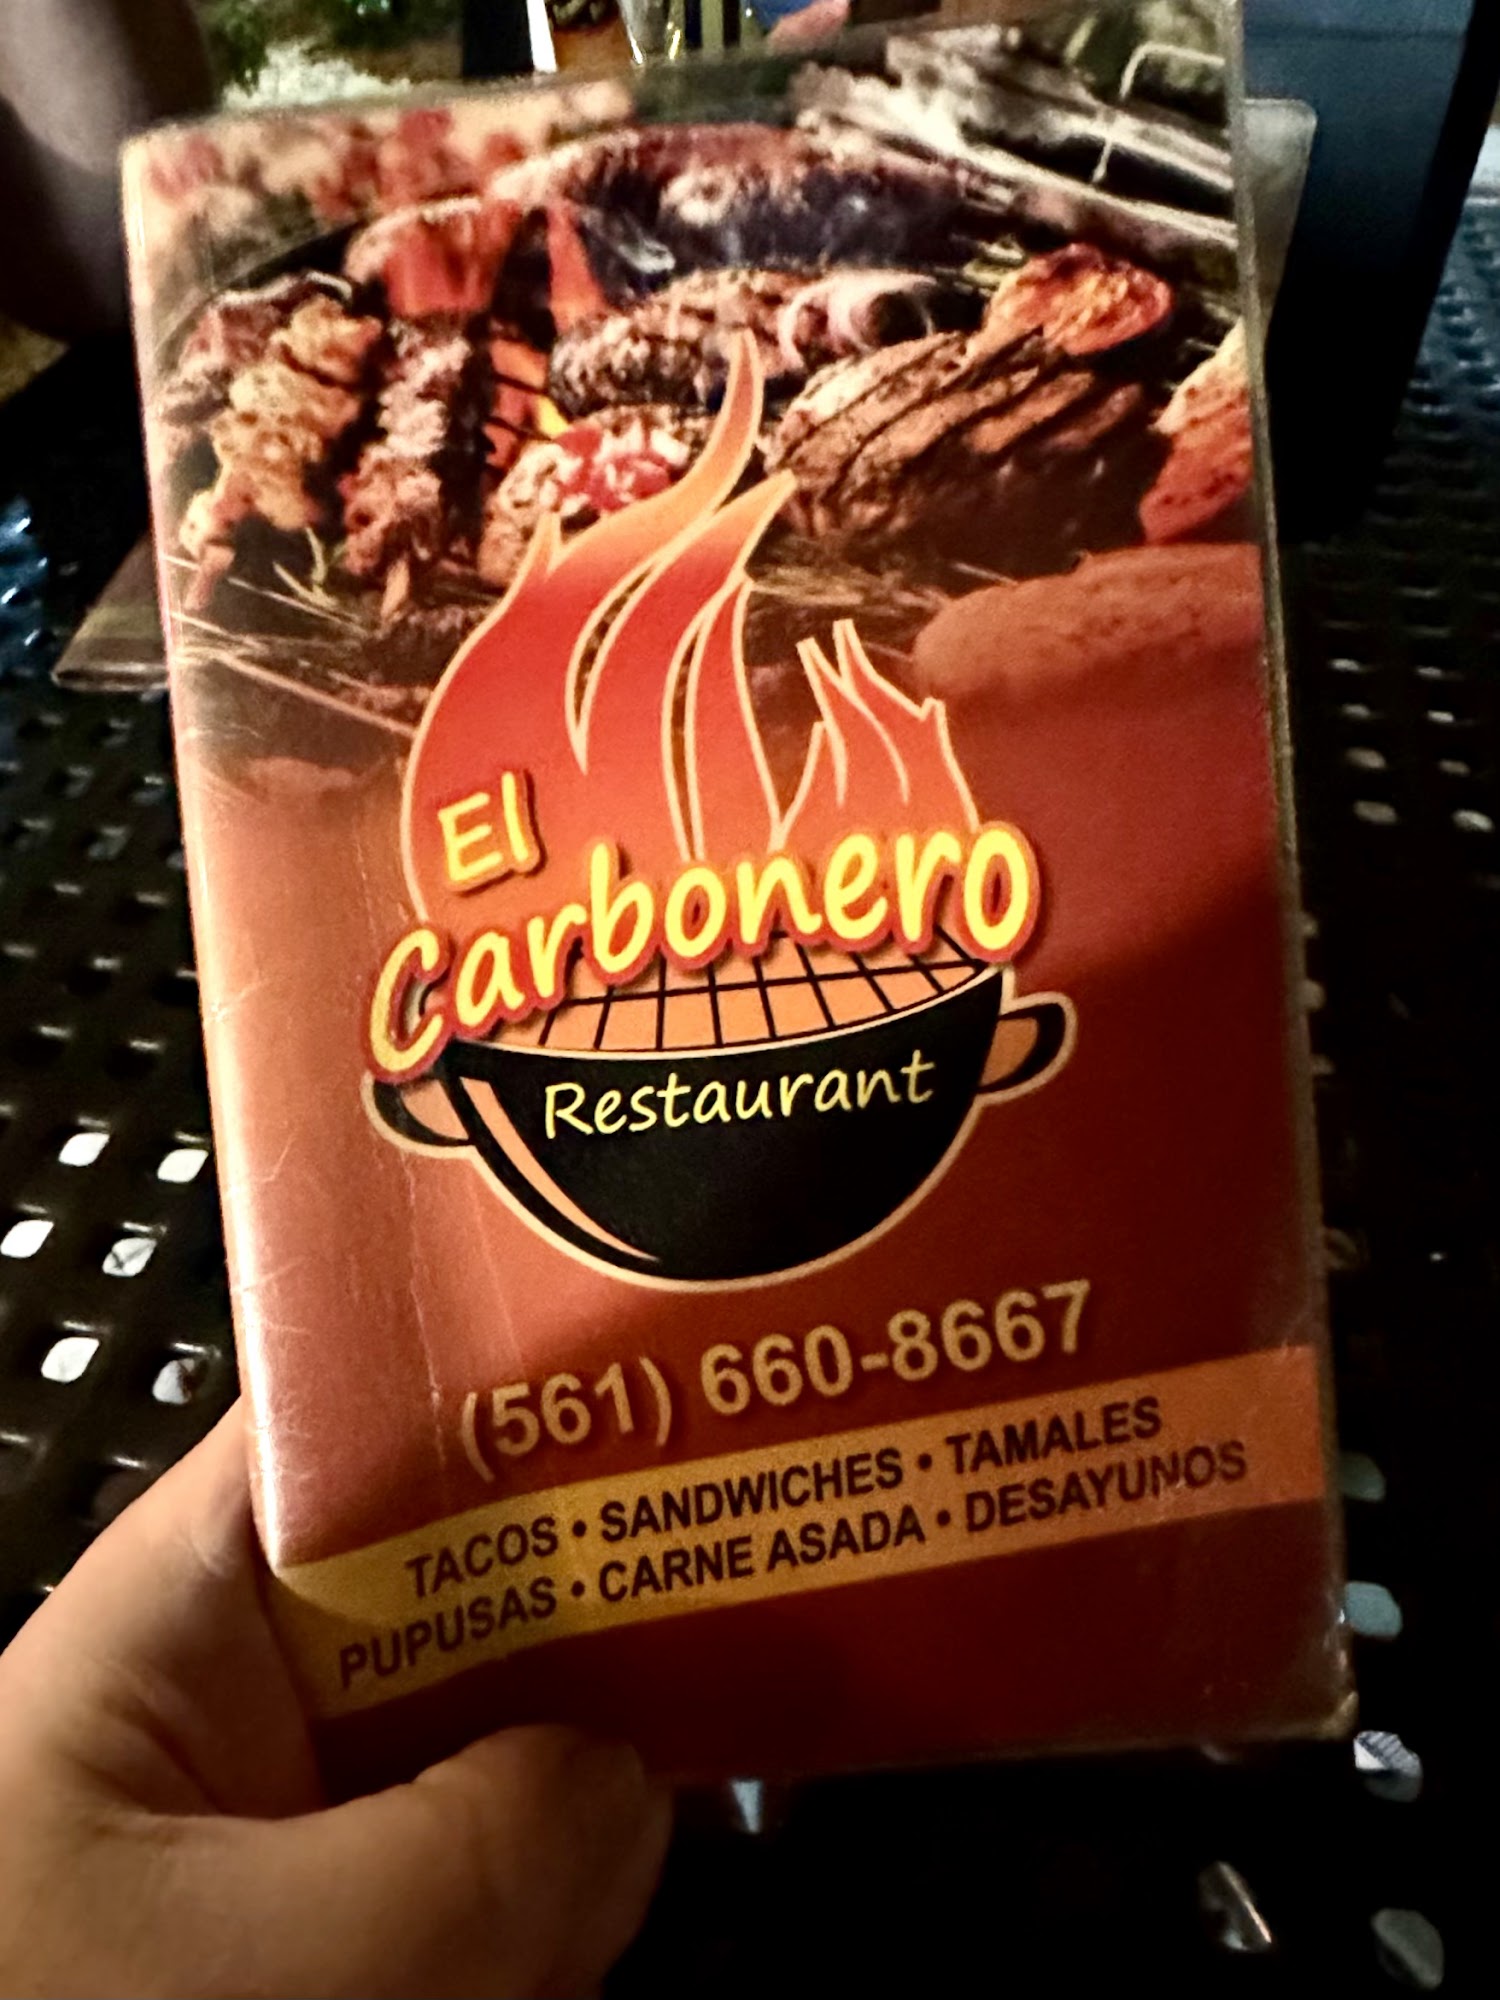 El
Carbonero
Restaurant
(561) 660-8667
TACOS • SANDWICHES • TAMALES
PUPUSAS • CARNE ASADA • DESAYUNOS